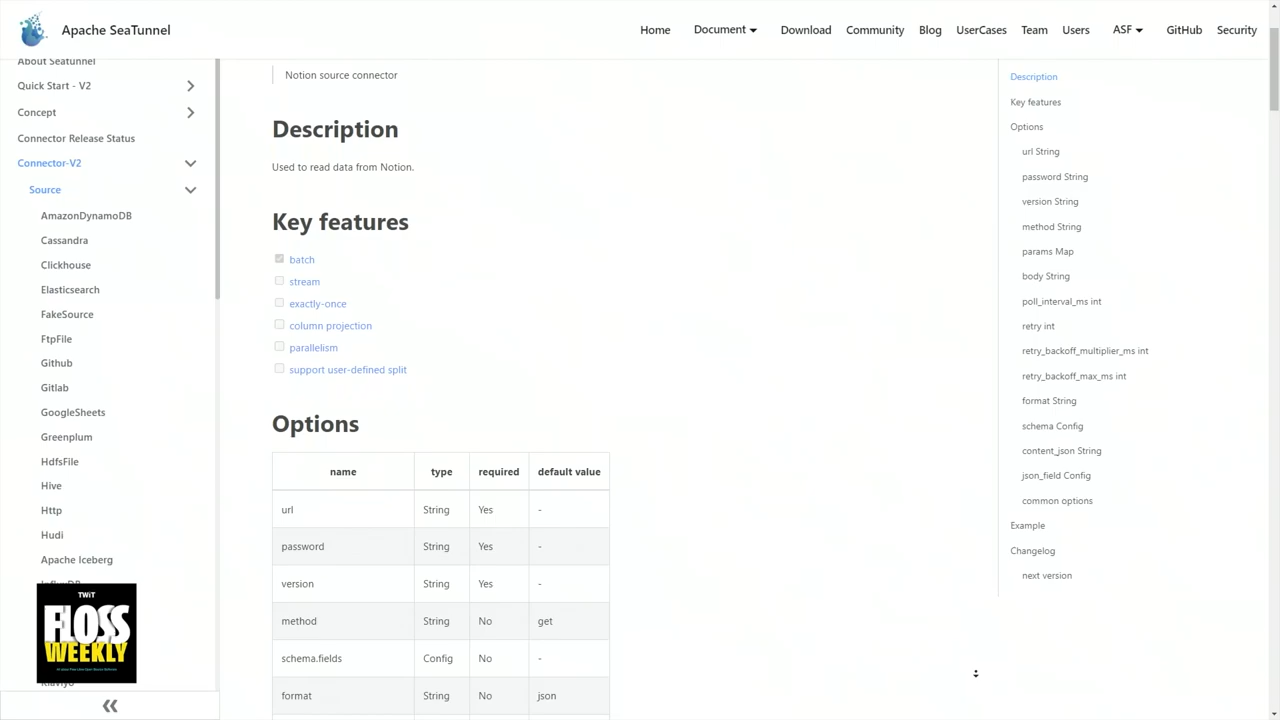 Apache SeaTunnel
Home
Document
Download
Community
Blog
UserCases
Team
Users
ASF
GitHub
Security
About Seatunnel
Quick Start - V2
Concept
Connector Release Status
Connector-V2
Source
AmazonDynamoDB
Cassandra
Clickhouse
Elasticsearch
FakeSource
FtpFile
Github
Gitlab
GoogleSheets
Greenplum
HdfsFile
Hive
Http
Hudi
Apache Iceberg
InfluxDB
Klaviyo
TWiT
FLOSS
WEEKLY
Notion source connector
Description
Used to read data from Notion.
Key features
batch
stream
exactly-once
column projection
parallelism
support user-defined split
Options
name type required default value
url String Yes -
password String Yes -
version String Yes -
method String No get
schema.fields Config No -
format String No json
Description
Key features
Options
url String
password String
version String
method String
params Map
body String
poll_interval_ms int
retry int
retry_backoff_multiplier_ms int
retry_backoff_max_ms int
format String
schema Config
content_json String
json_field Config
common options
Example
Changelog
next version